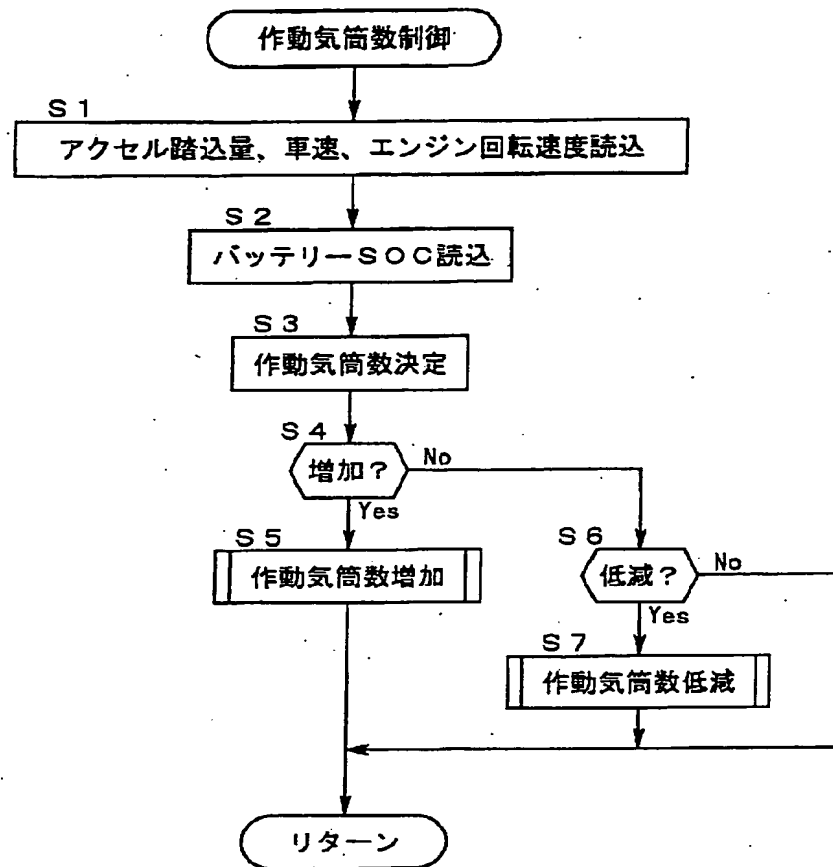 作動気筒数制御
S1
アクセル踏込量、車速、エンジン回転速度読込
S2
バッテリーSOC読込
S3
作動気筒数決定
S4
増加?
No
Yes
S5
作動気筒数増加
S6
低減?
No
Yes
S7
作動気筒数低減
リターン